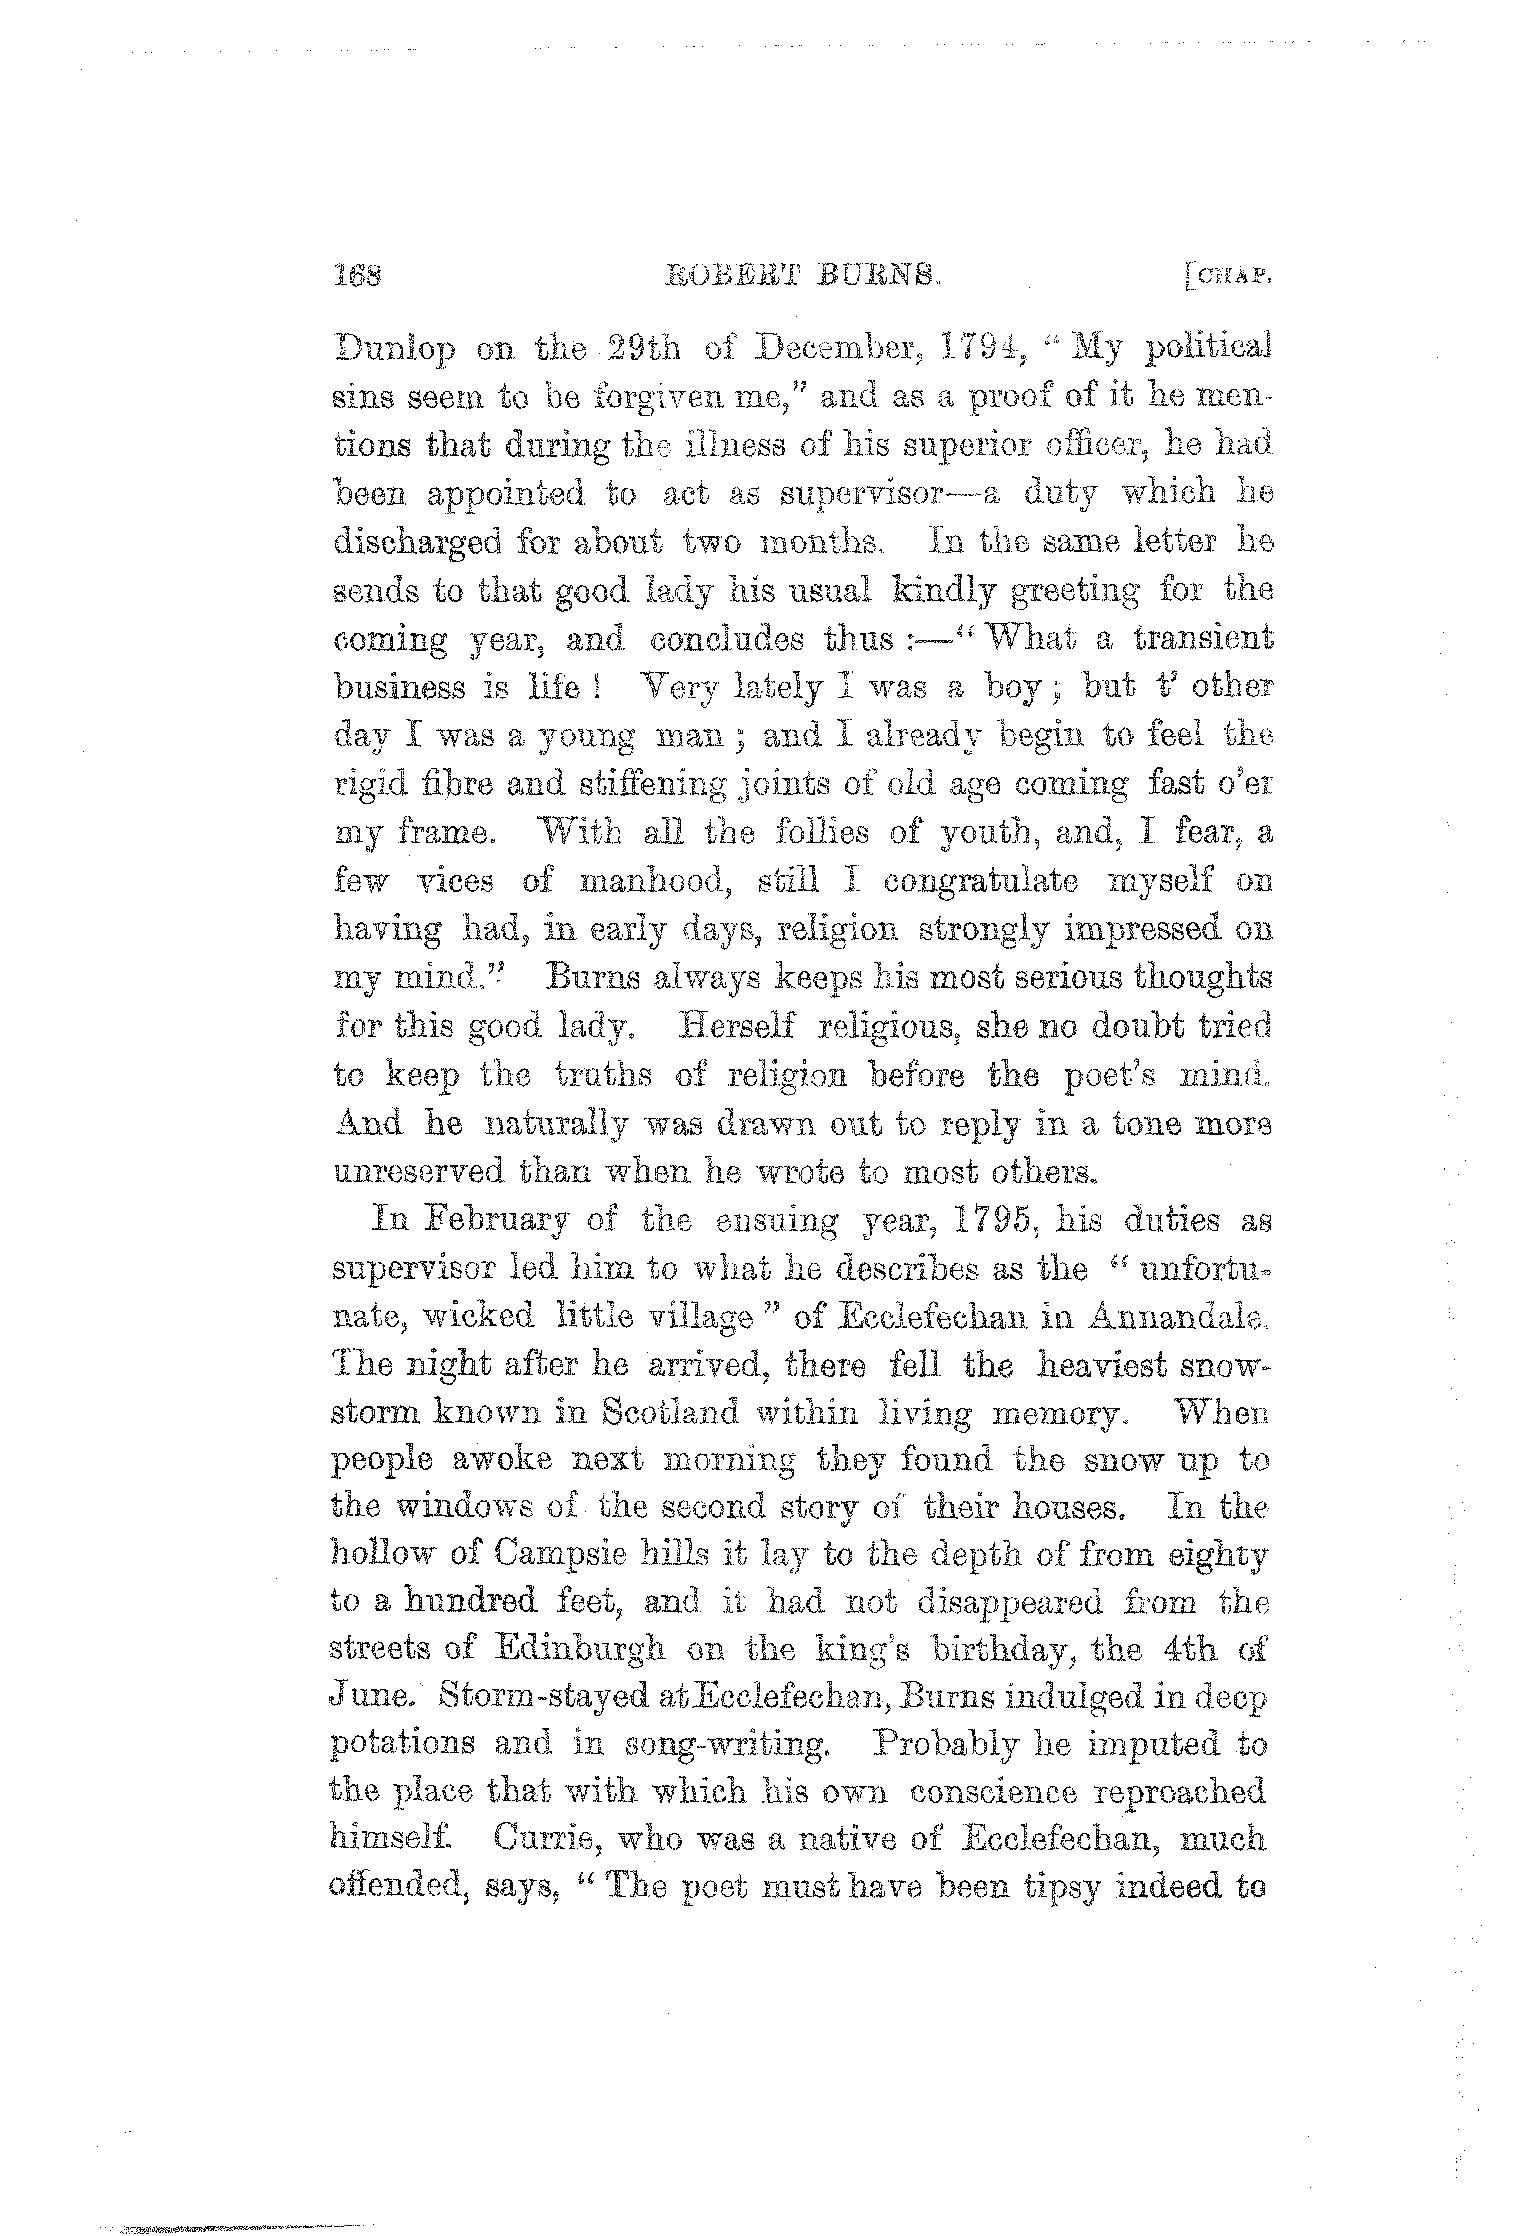 168 ROBERT BURNS. [CHAP.
Dunlop on the 29th of December, 1794, “ My political
sins seem to be forgiven me,” and as a proof of it he men-
tions that during the illness of his superior officer, he had
been appointed to act as supervisor—a duty which he
discharged for about two months. In the same letter he
sends to that good lady his usual kindly greeting for the
coming year, and concludes thus :—“ What a transient
business is life ! Very lately I was a boy ; but t’ other
day I was a young man ; and I already begin to feel the
rigid fibre and stiffening joints of old age coming fast o’er
my frame. With all the follies of youth, and, I fear, a
few vices of manhood, still I congratulate myself on
having had, in early days, religion strongly impressed on
my mind.” Burns always keeps his most serious thoughts
for this good lady. Herself religious, she no doubt tried
to keep the truths of religion before the poet’s mind.
And he naturally was drawn out to reply in a tone more
unreserved than when he wrote to most others.
In February of the ensuing year, 1795, his duties as
supervisor led him to what he describes as the “ unfortu-
nate, wicked little village ” of Ecclefechan in Annandale.
The night after he arrived, there fell the heaviest snow-
storm known in Scotland within living memory. When
people awoke next morning they found the snow up to
the windows of the second story of their houses. In the
hollow of Campsie hills it lay to the depth of from eighty
to a hundred feet, and it had not disappeared from the
streets of Edinburgh on the king’s birthday, the 4th of
June. Storm-stayed at Ecclefechan, Burns indulged in deep
potations and in song-writing. Probably he imputed to
the place that with which his own conscience reproached
himself. Currie, who was a native of Ecclefechan, much
offended, says, “ The poet must have been tipsy indeed to